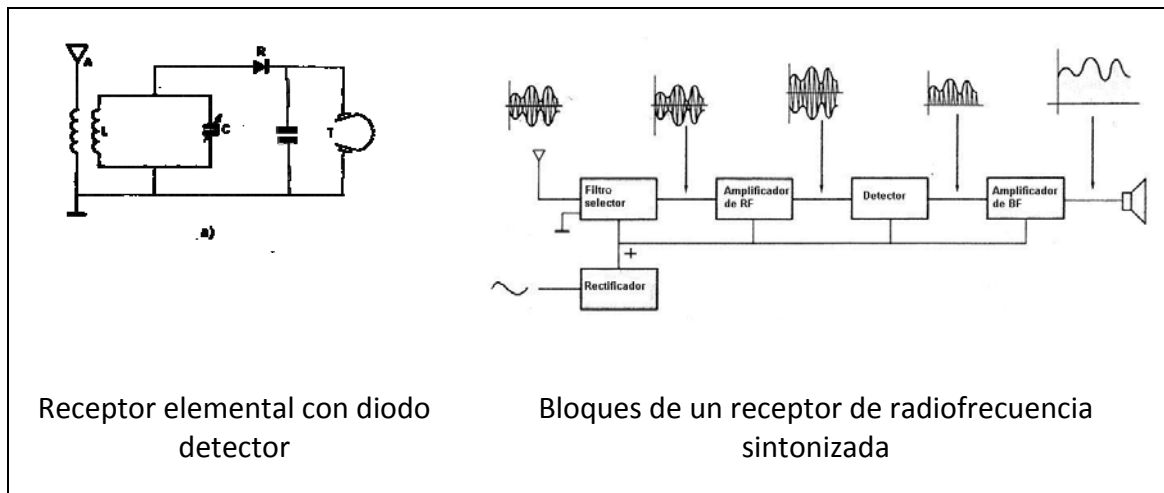 A
R
L
C
T
a)
Filtro
selector
Amplificador
de RF
Detector
Amplificador
de BF
+
Rectificador
Receptor elemental con diodo
detector
Bloques de un receptor de radiofrecuencia
sintonizada